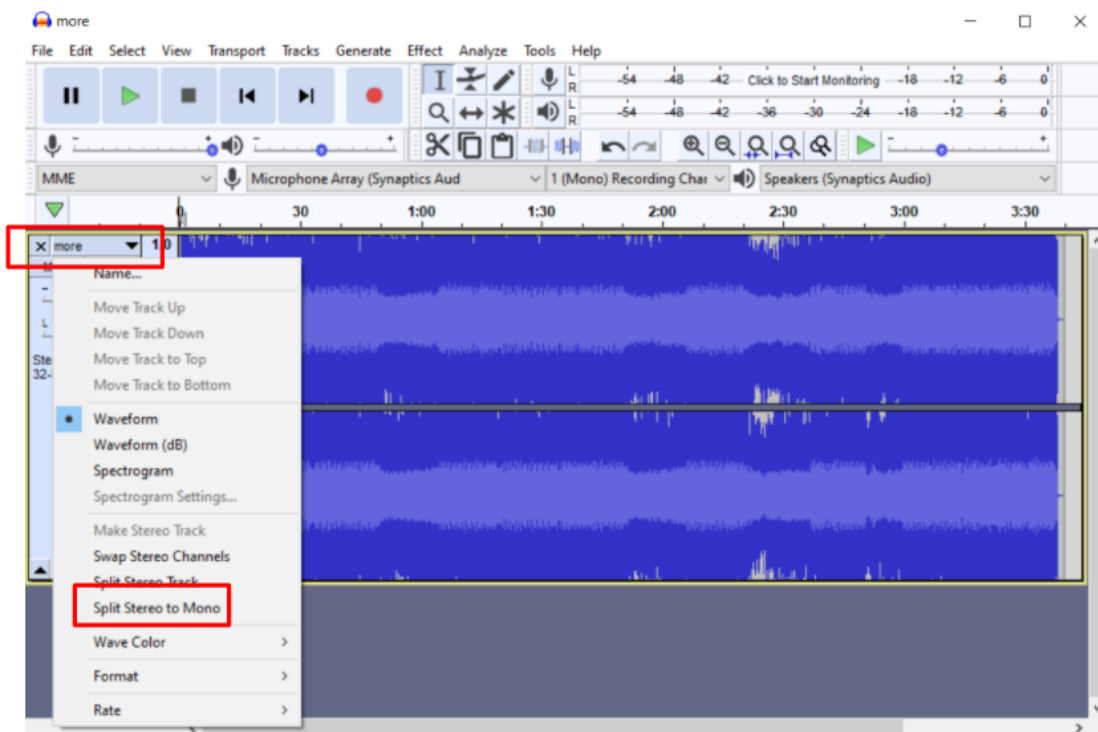 more
File Edit Select View Transport Tracks Generate Effect Analyze Tools Help
L R -54 -48 -42 Click to Start Monitoring -18 -12 -6 0
L R -54 -48 -42 -36 -30 -24 -18 -12 -6 0
- + - + - +
MME Microphone Array (Synaptics Aud 1 (Mono) Recording Char Speakers (Synaptics Audio)
0 30 1:00 1:30 2:00 2:30 3:00 3:30
X more 1.0
Name...
Move Track Up
L
Move Track Down
Ste
Move Track to Top
32-
Move Track to Bottom
Waveform
Waveform (dB)
Spectrogram
Spectrogram Settings...
Make Stereo Track
Swap Stereo Channels
Split Stereo Track
Split Stereo to Mono
Wave Color
Format
Rate